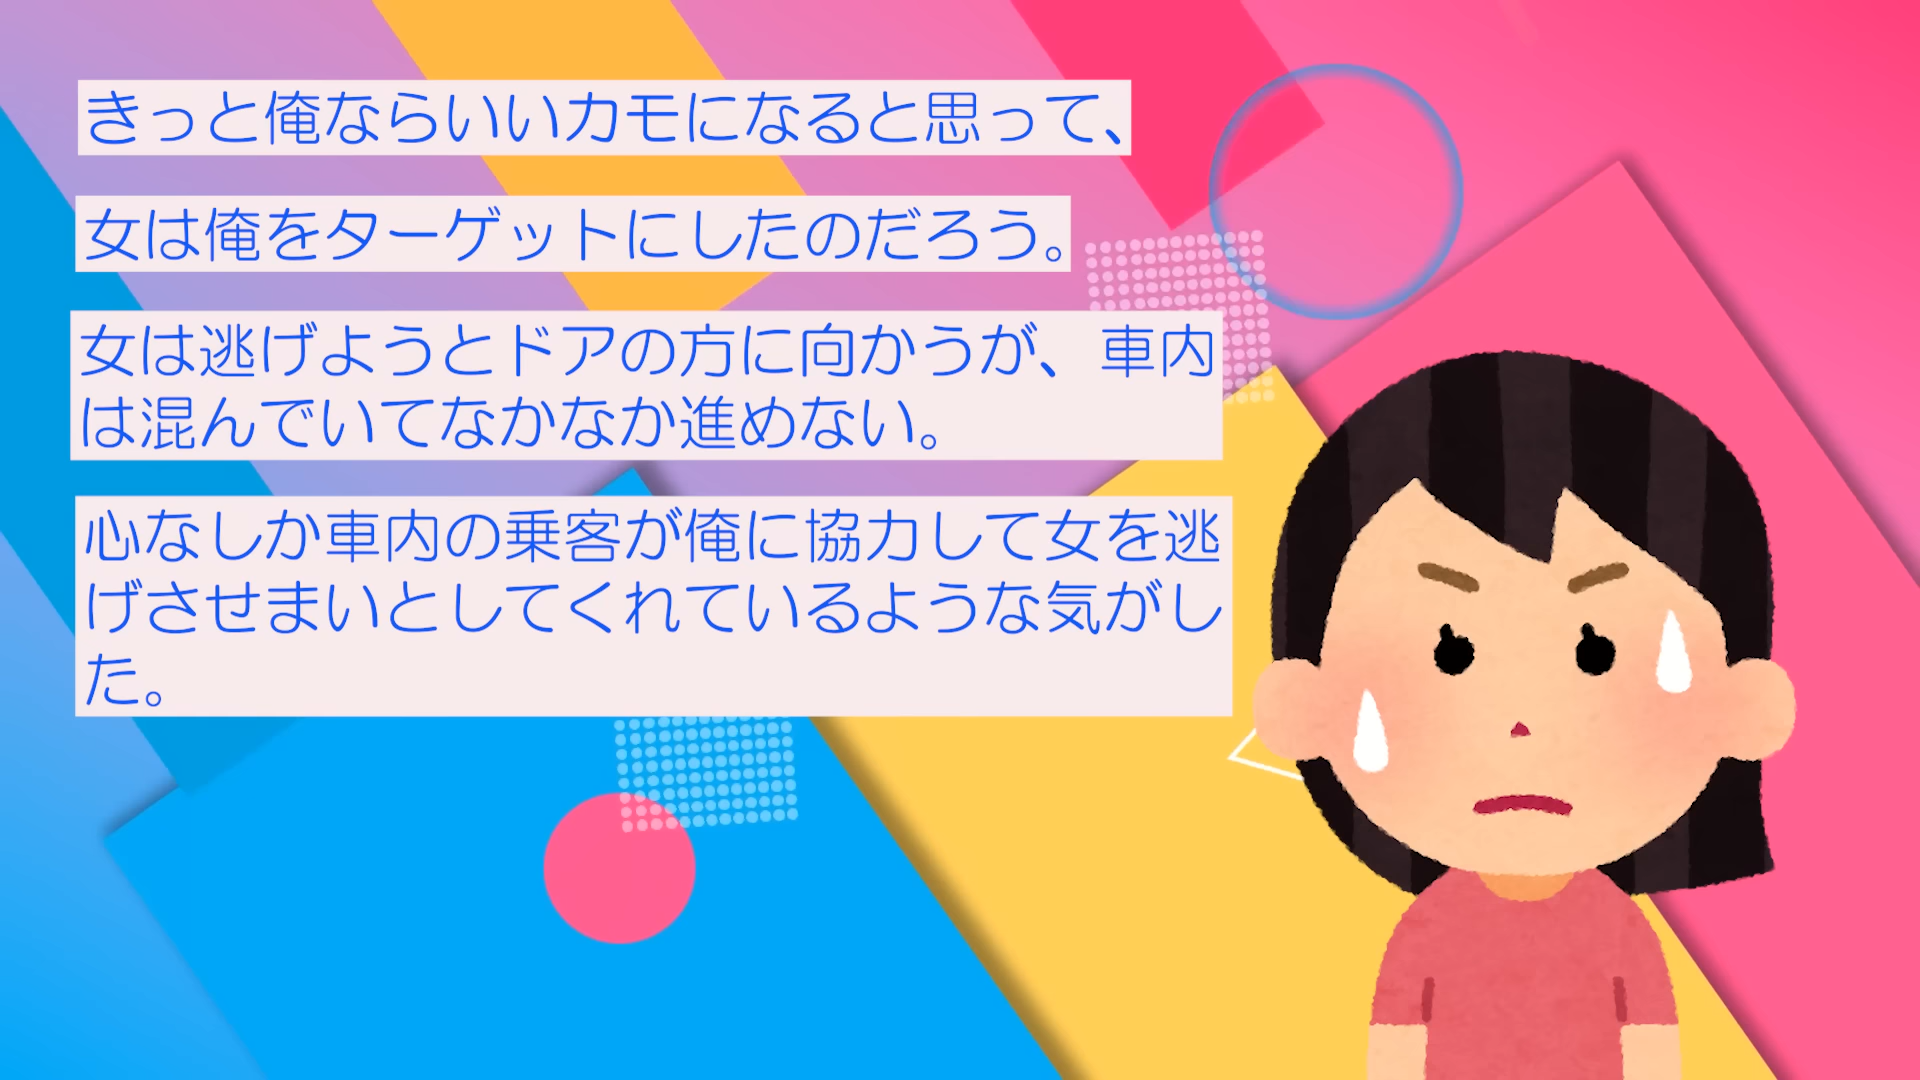 きっと俺ならいいカモになると思って、
女は俺をターゲットにしたのだろう。
女は逃げようとドアの方に向かうが、車内
は混んでいてなかなか進めない。
心なしか車内の乗客が俺に協力して女を逃
げさせまいとしてくれているような気がし
た。